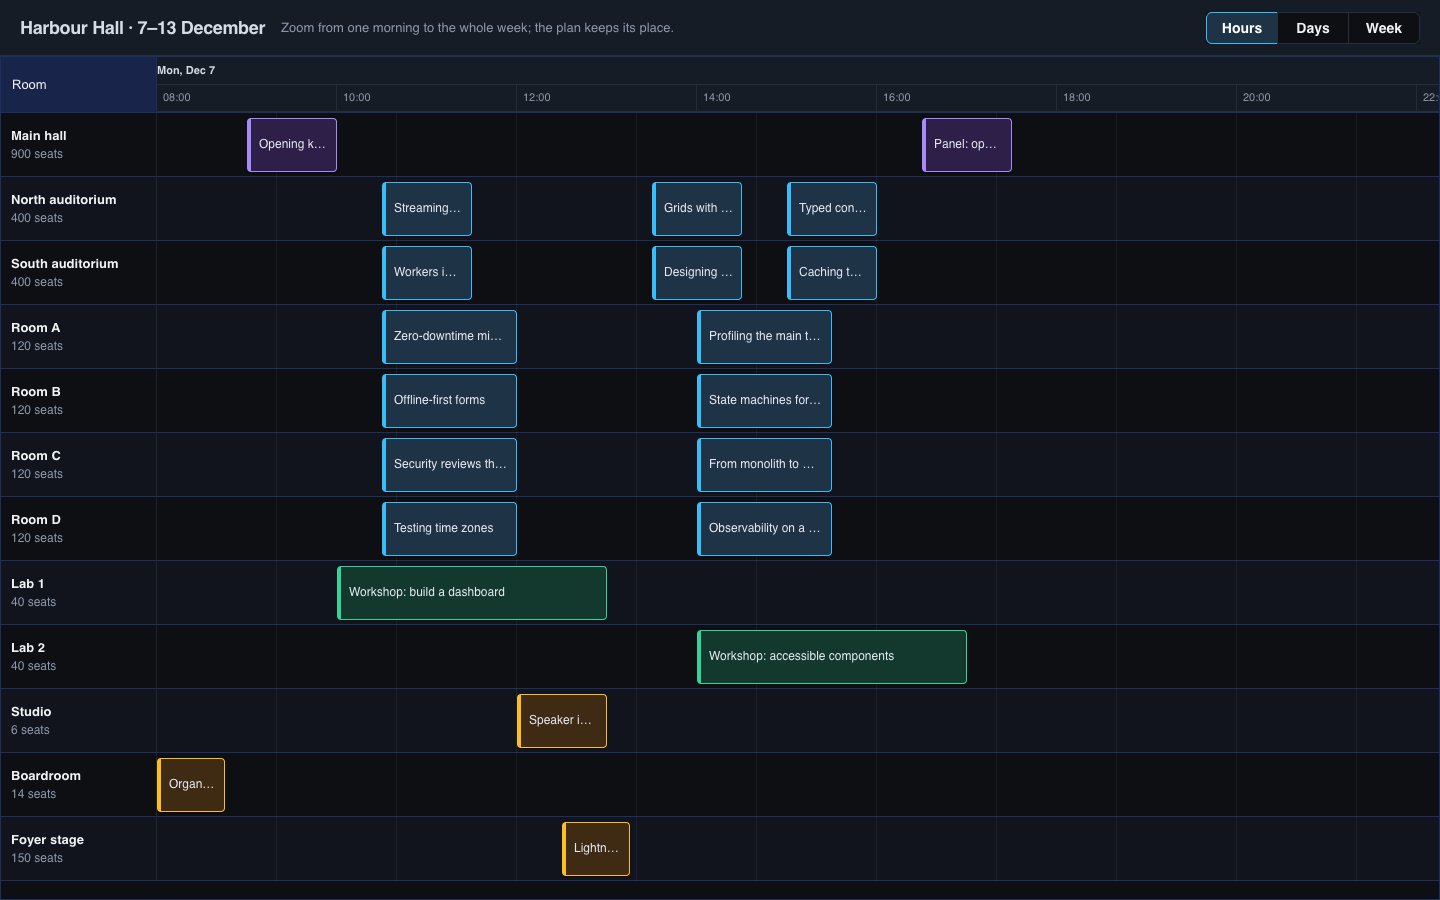 Harbour Hall · 7–13 December
Zoom from one morning to the whole week; the plan keeps its place.
Hours
Days
Week
Room
Mon, Dec 7
08:00
10:00
12:00
14:00
16:00
18:00
20:00
22:
Main hall
900 seats
Opening k…
Panel: op…
North auditorium
400 seats
Streaming…
Grids with …
Typed con…
South auditorium
400 seats
Workers i…
Designing …
Caching t…
Room A
120 seats
Zero-downtime mi…
Profiling the main t…
Room B
120 seats
Offline-first forms
State machines for…
Room C
120 seats
Security reviews th…
From monolith to …
Room D
120 seats
Testing time zones
Observability on a …
Lab 1
40 seats
Workshop: build a dashboard
Lab 2
40 seats
Workshop: accessible components
Studio
6 seats
Speaker i…
Boardroom
14 seats
Organ…
Foyer stage
150 seats
Lightn…